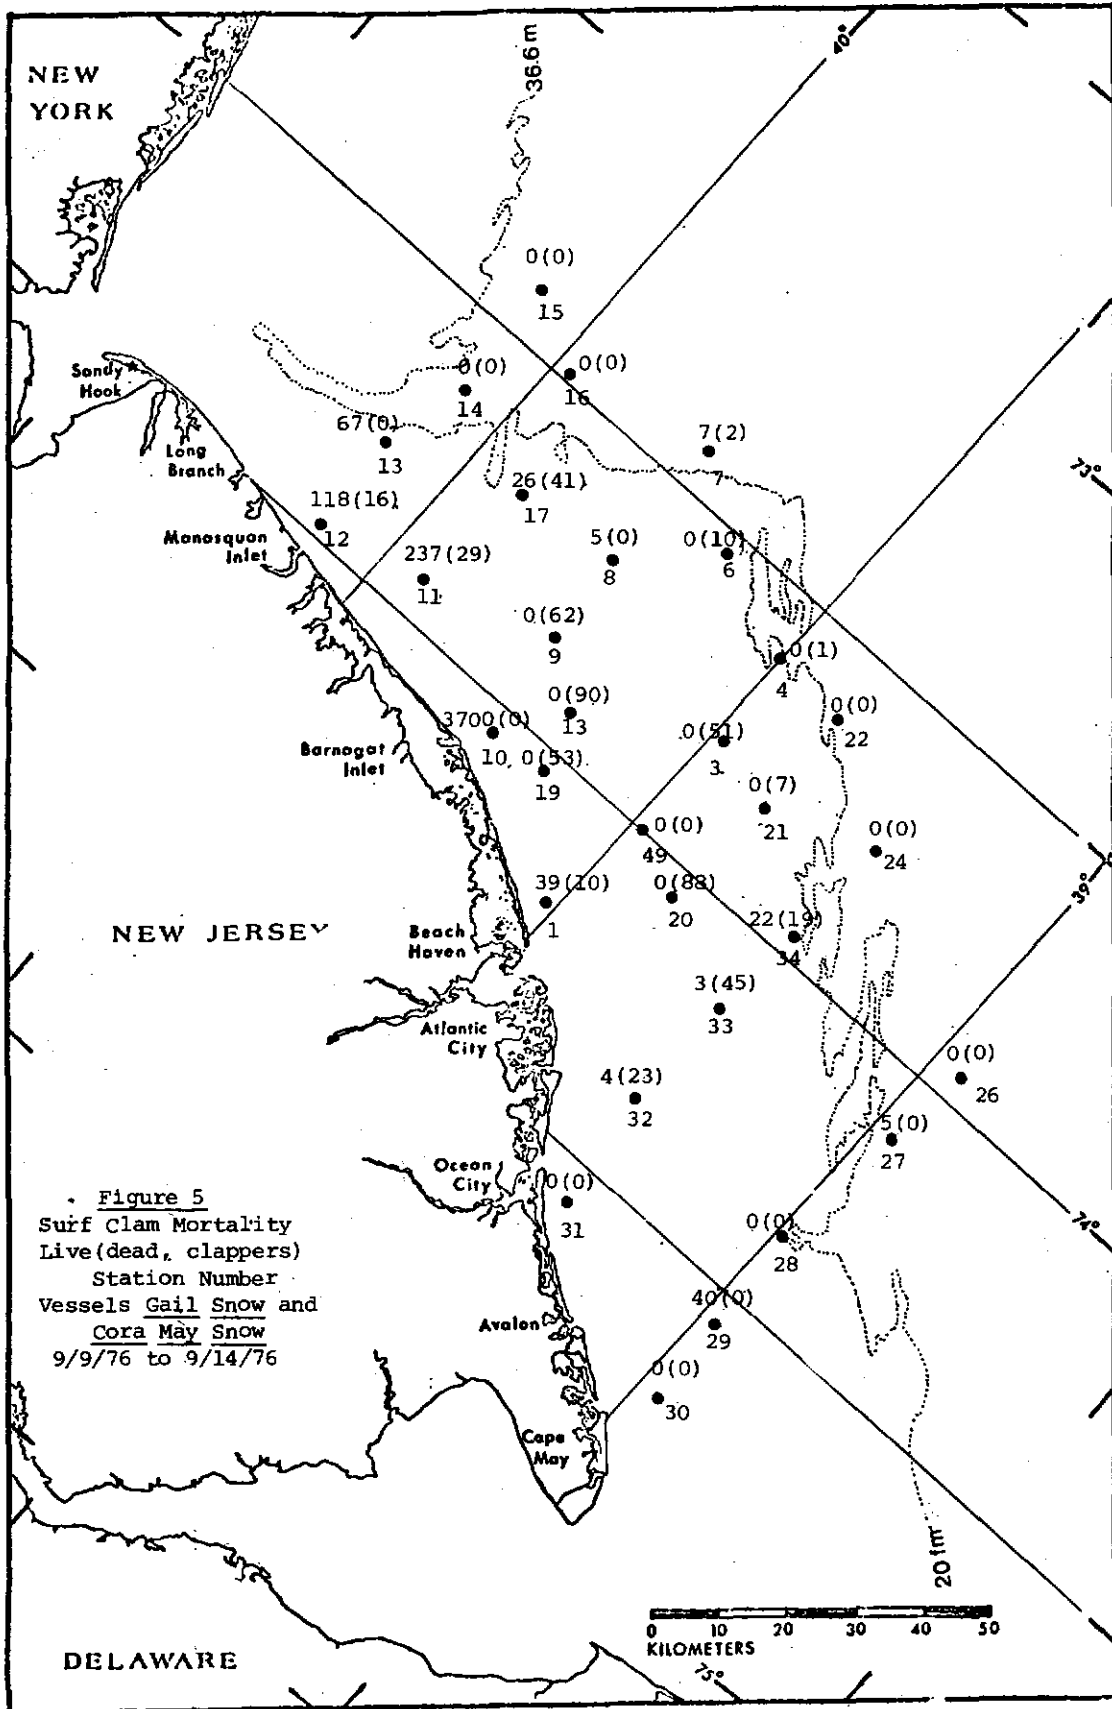 NEW
YORK
36.6 m
40°
0(0)
15
Sandy
Hook
0(0)
14
0(0)
16
67(0)
13
Long
Branch
7(2)
7
73°
26(41)
17
118(16)
12
Manasquan
Inlet
5(0)
8
0(10)
6
237(29)
11
0(62)
9
0(1)
4
0(90)
13
0(0)
22
3700(0)
10
0(51)
3
Barnegat
Inlet
0(53)
19
0(7)
21
0(0)
49
0(0)
24
39°
39(10)
1
0(88)
20
22(19)
34
NEW JERSEY
Beach
Haven
3(45)
33
Atlantic
City
0(0)
26
4(23)
32
5(0)
27
Ocean
City
0(0)
31
74°
0(0)
28
Figure 5
Surf Clam Mortality
Live(dead, clappers)
Station Number
Vessels Gail Snow and
Cora May Snow
9/9/76 to 9/14/76
40(0)
29
Avalon
0(0)
30
Cape
May
20 fm
0 10 20 30 40 50
KILOMETERS
DELAWARE
75°